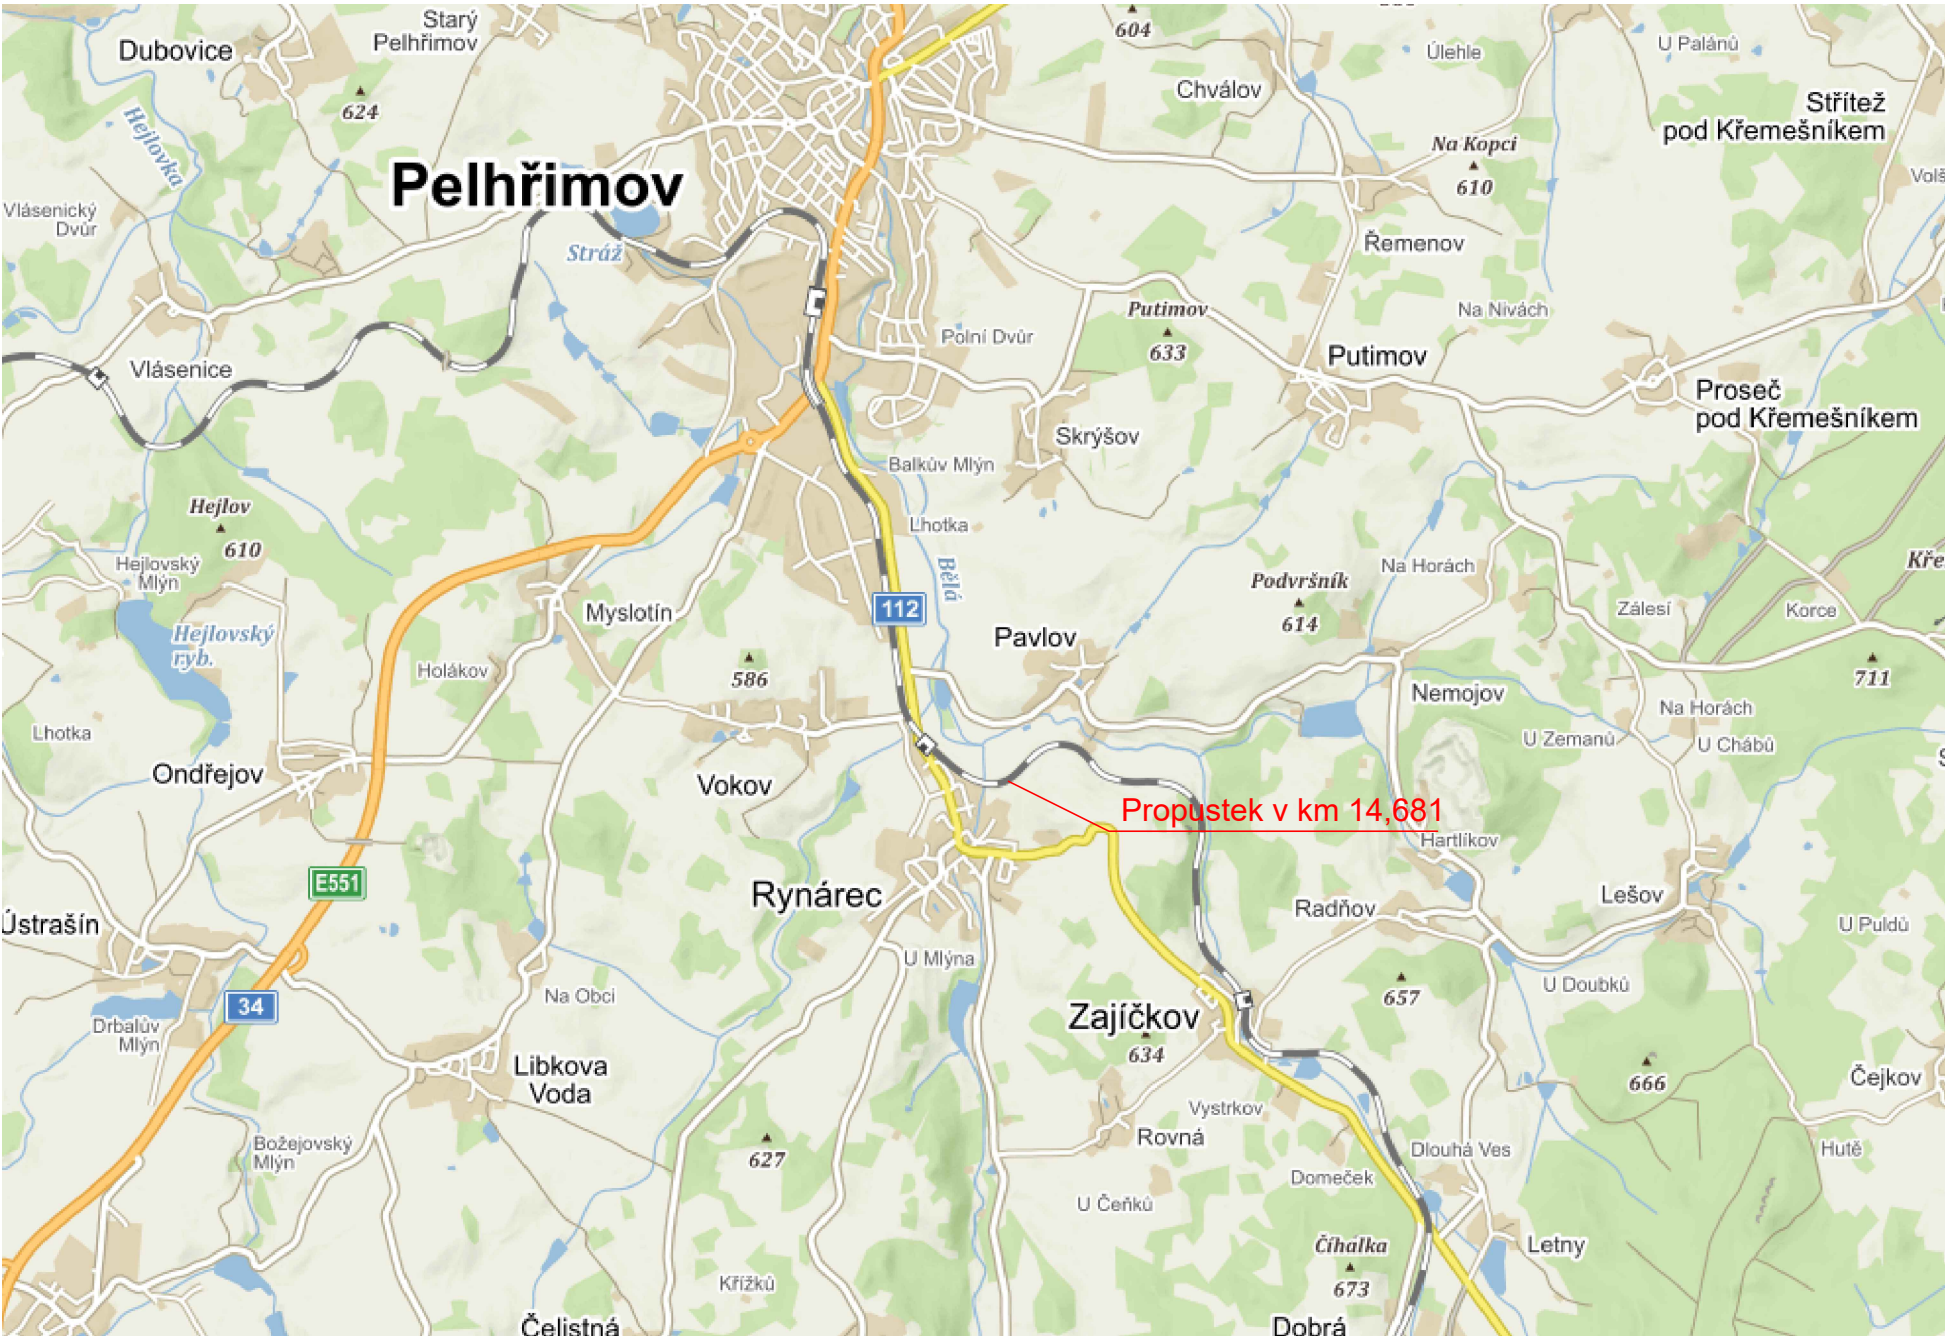 Starý
Pelhřimov
Dubovice
604
Úlehle
U Palánů
624
Chválov
Střítež
pod Křemešníkem
Hejlovka
Na Kopci
610
Pelhřimov
Vlásenický
Dvůr
Stráž
Řemenov
Putimov
633
Na Nivách
Polní Dvůr
Vlásenice
Putimov
Proseč
pod Křemešníkem
Skrýšov
Balkův Mlýn
Hejlov
610
Lhotka
Hejlovský
Mlýn
Bělá
Podvršník
614
Na Horách
Kře
Zálesí
Korce
112
Myslotín
Hejlovský
ryb.
Pavlov
Holákov
586
711
Nemojov
Na Horách
Lhotka
U Zemanů
U Chábů
Ondřejov
Vokov
Propustek v km 14,681
Hartlíkov
E551
Rynárec
Radňov
Lešov
Ústrašín
U Puldů
U Mlýna
34
Na Obci
657
U Doubků
Drbalův
Mlýn
Zajíčkov
634
Libkova
Voda
666
Čejkov
Vystrkov
Rovná
Božejovský
Mlýn
627
Dlouhá Ves
Hutě
Domeček
U Čeňků
Číhalka
673
Letny
Křížků
Čelistná
Dobrá